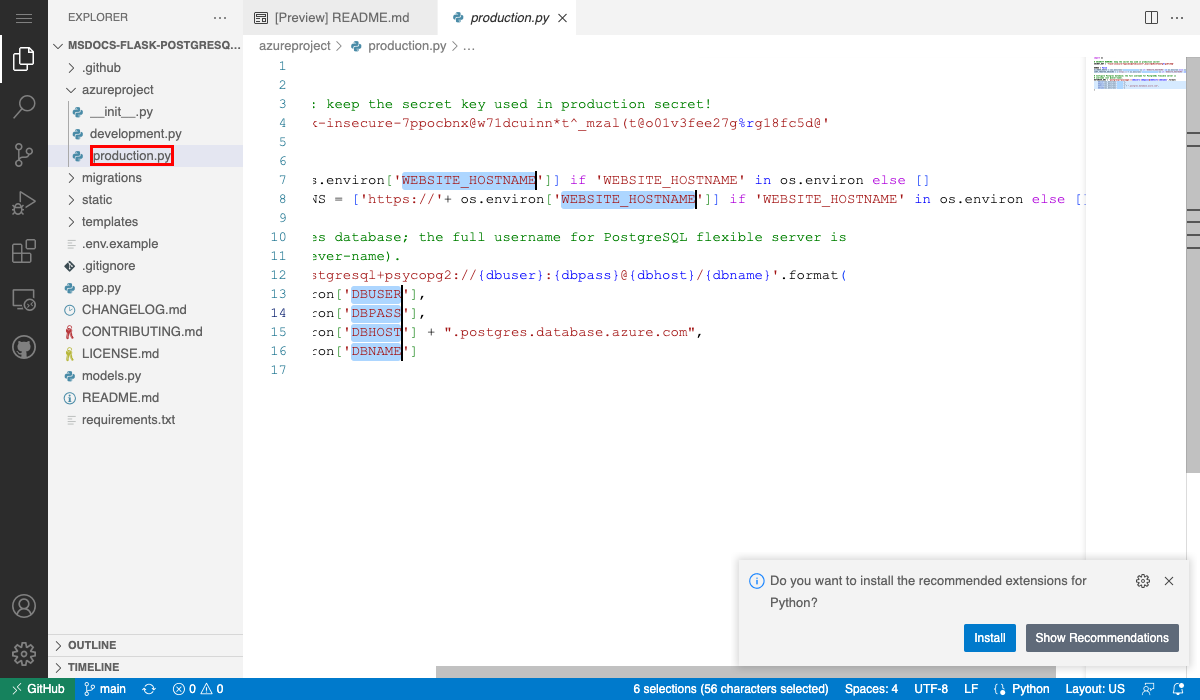 EXPLORER
MSDOCS-FLASK-POSTGRESQ...
.github
azureproject
__init__.py
development.py
production.py
migrations
static
templates
.env.example
.gitignore
app.py
CHANGELOG.md
CONTRIBUTING.md
LICENSE.md
models.py
README.md
requirements.txt
OUTLINE
TIMELINE
[Preview] README.md
production.py
azureproject > production.py > ...
1
2
3 : keep the secret key used in production secret!
4 k-insecure-7ppocbnx@w71dcuinn*t^_mzal(t@o01v3fee27g%rg18fc5d@'
5
6
7 s.environ['WEBSITE_HOSTNAME']] if 'WEBSITE_HOSTNAME' in os.environ else []
8 NS = ['https://'+ os.environ['WEBSITE_HOSTNAME']] if 'WEBSITE_HOSTNAME' in os.environ else []
9
10 es database; the full username for PostgreSQL flexible server is
11 ever-name).
12 stgresql+psycopg2://{dbuser}:{dbpass}@{dbhost}/{dbname}'.format(
13 ron['DBUSER'],
14 ron['DBPASS'],
15 ron['DBHOST'] + ".postgres.database.azure.com",
16 ron['DBNAME']
17
Do you want to install the recommended extensions for
Python?
Install
Show Recommendations
GitHub
main
0 0
6 selections (56 characters selected)
Spaces: 4
UTF-8
LF
Python
Layout: US